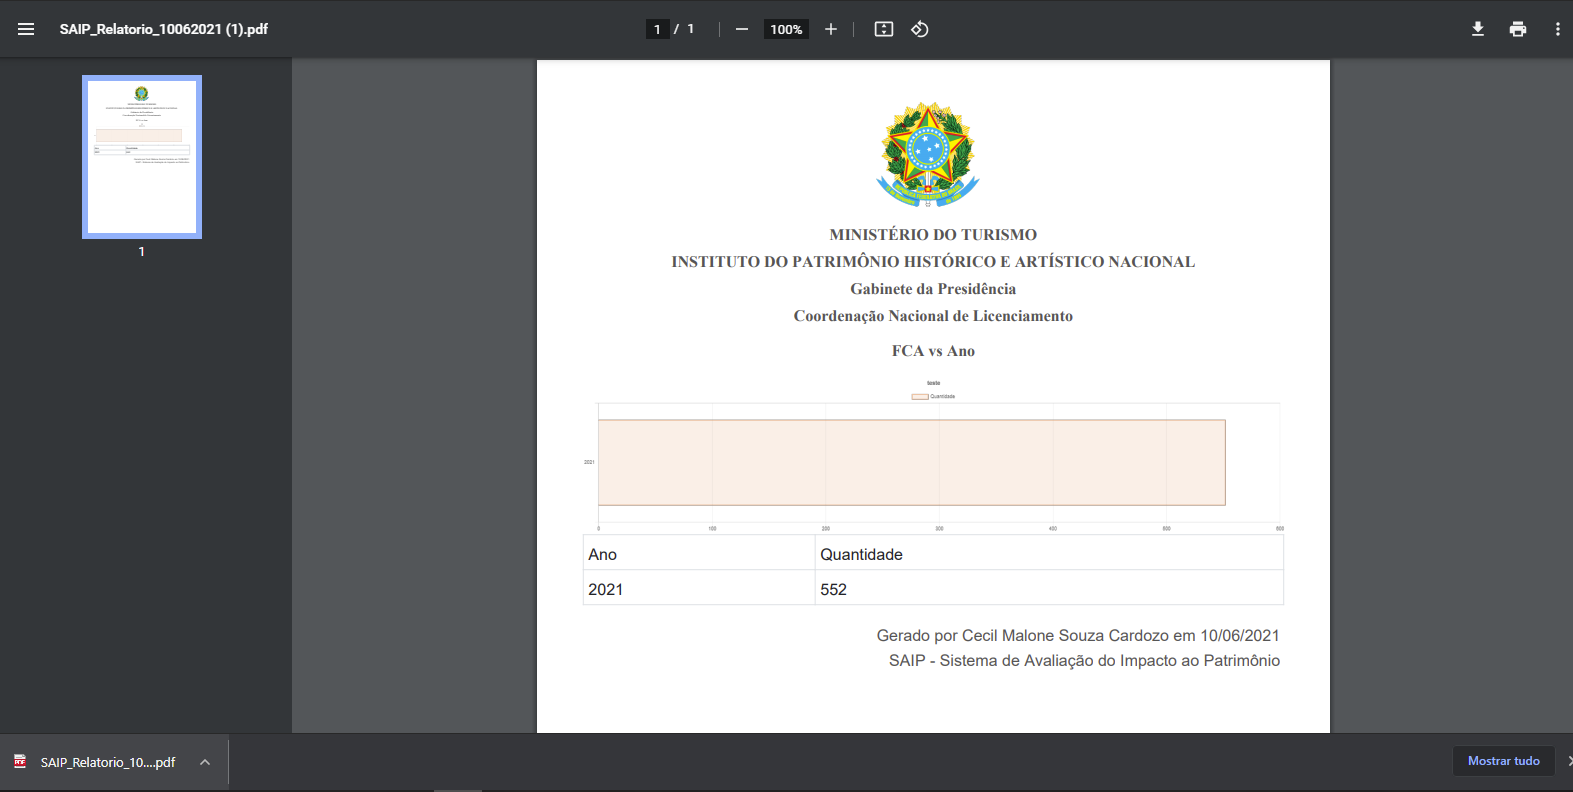 SAIP_Relatorio_10062021 (1).pdf
1 / 1
100%
1
MINISTÉRIO DO TURISMO
INSTITUTO DO PATRIMÔNIO HISTÓRICO E ARTÍSTICO NACIONAL
Gabinete da Presidência
Coordenação Nacional de Licenciamento
FCA vs Ano
teste
Quantidade
2021
0 100 200 300 400 500 600
Ano Quantidade
2021 552
Gerado por Cecil Malone Souza Cardozo em 10/06/2021
SAIP - Sistema de Avaliação do Impacto ao Patrimônio
SAIP_Relatorio_10....pdf
Mostrar tudo